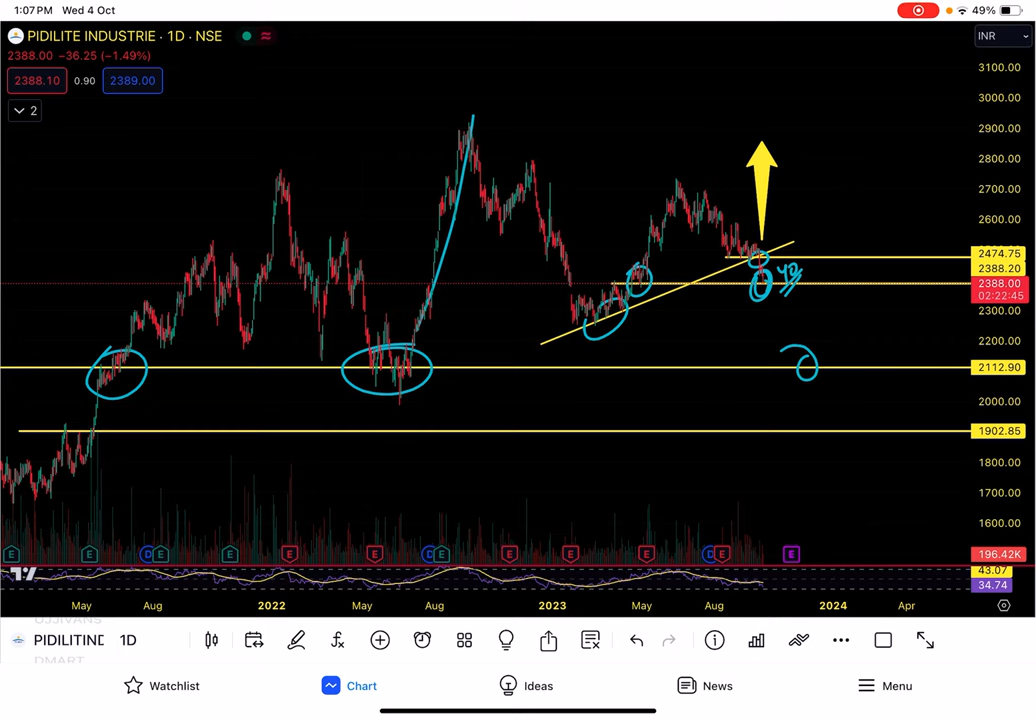 1:07 PM Wed 4 Oct 49%
PIDILITE INDUSTRIE · 1D · NSE
INR
2388.00 −36.25 (−1.49%)
2388.10 0.90 2389.00
2
3100.00
3000.00
2900.00
2800.00
2700.00
2600.00
2474.75
2388.20
2388.00
02:22:45
2300.00
2200.00
2112.90
2000.00
1902.85
1800.00
1700.00
1600.00
E E D E E E E D E E E E D E E
196.42K
43.07
34.74
May Aug 2022 May Aug 2023 May Aug 2024 Apr
UJJIVANS
PIDILITIND 1D
DMART
Watchlist Chart Ideas News Menu